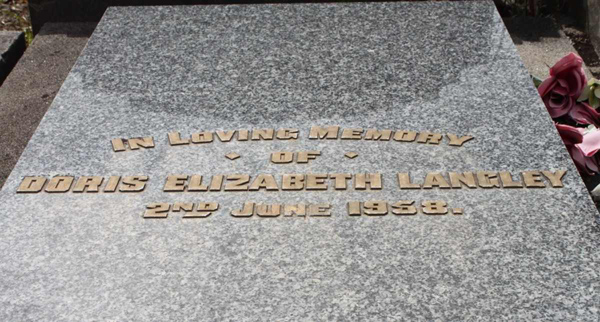 In Loving Memory
of
Doris Elizabeth Langley
2nd June 1958.